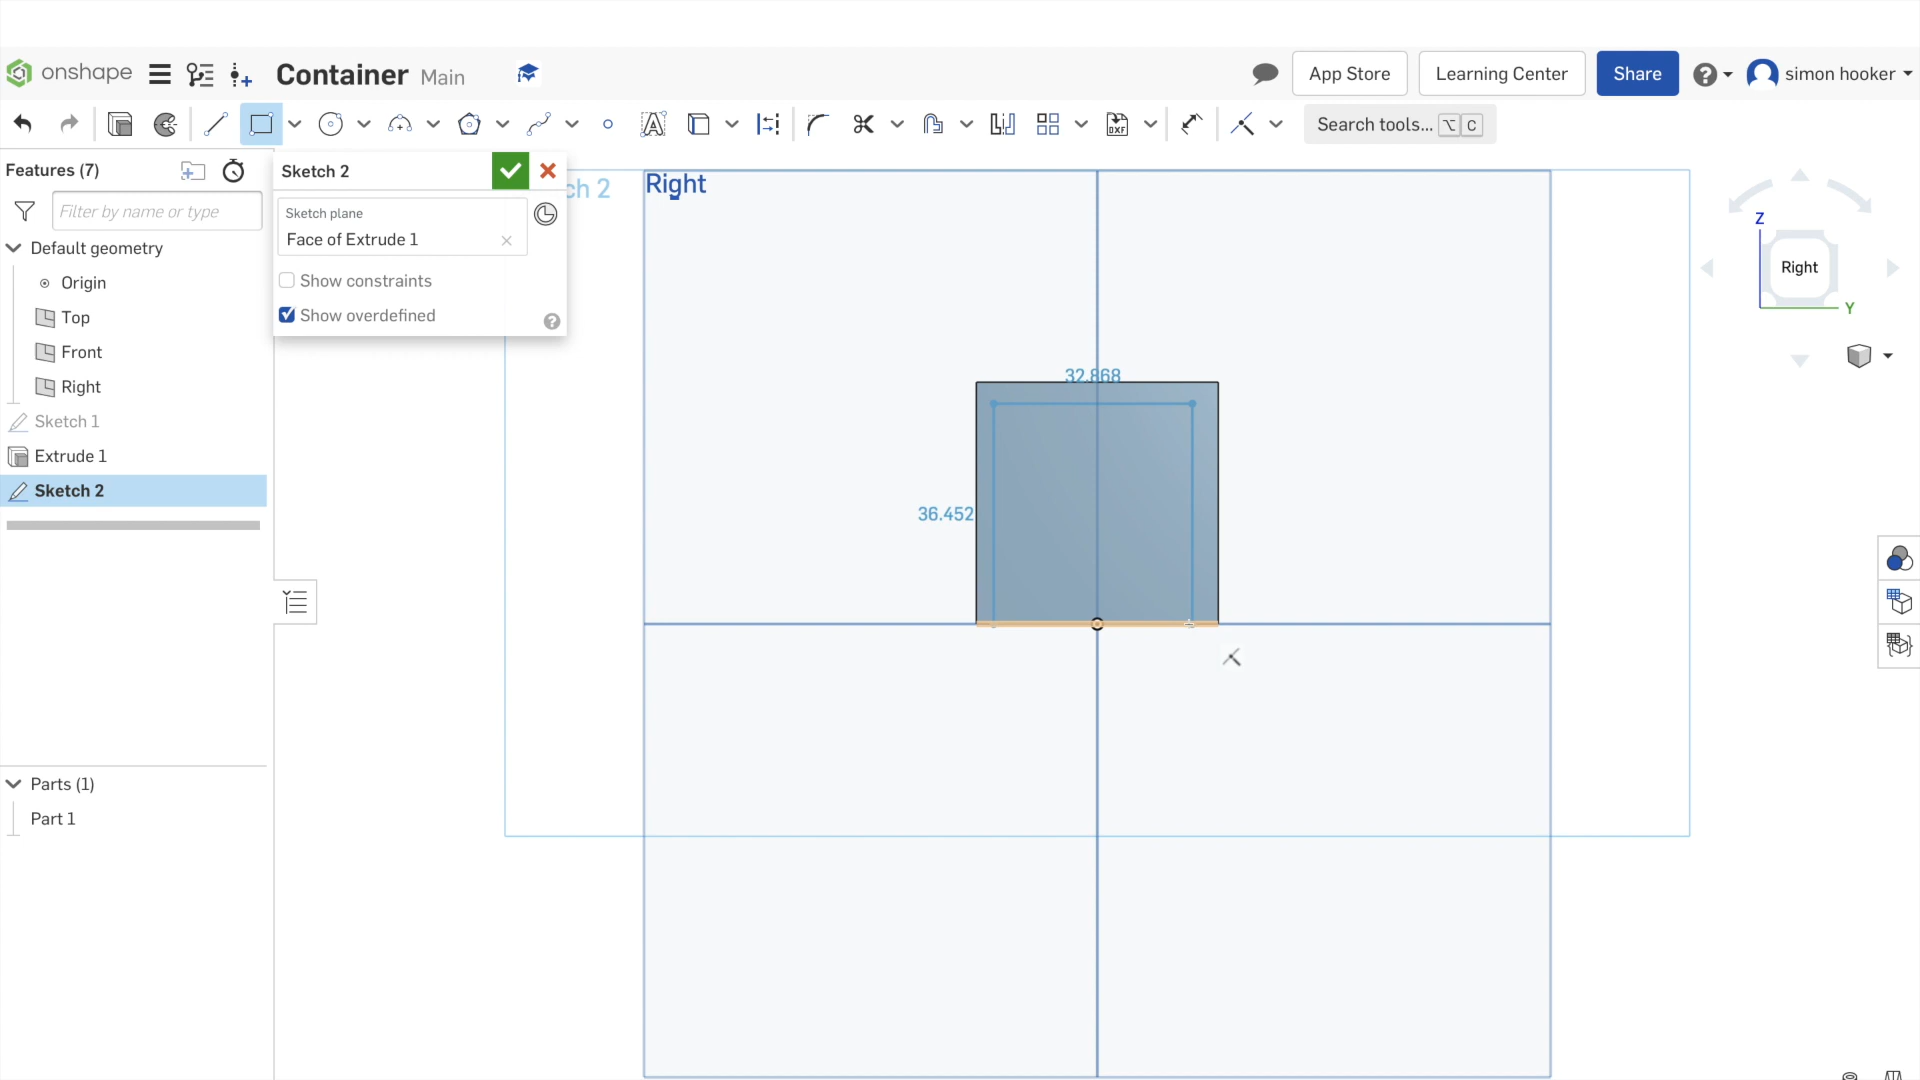 onshape
Container Main
App Store
Learning Center
Share
simon hooker
DXF
Search tools... ⌥ C
Features (7)
Filter by name or type
Default geometry
Origin
Top
Front
Right
Sketch 1
Extrude 1
Sketch 2
Parts (1)
Part 1
Sketch 2
Sketch plane
Face of Extrude 1
Show constraints
Show overdefined
ch 2
Right
32.868
36.452
Z
Right
Y